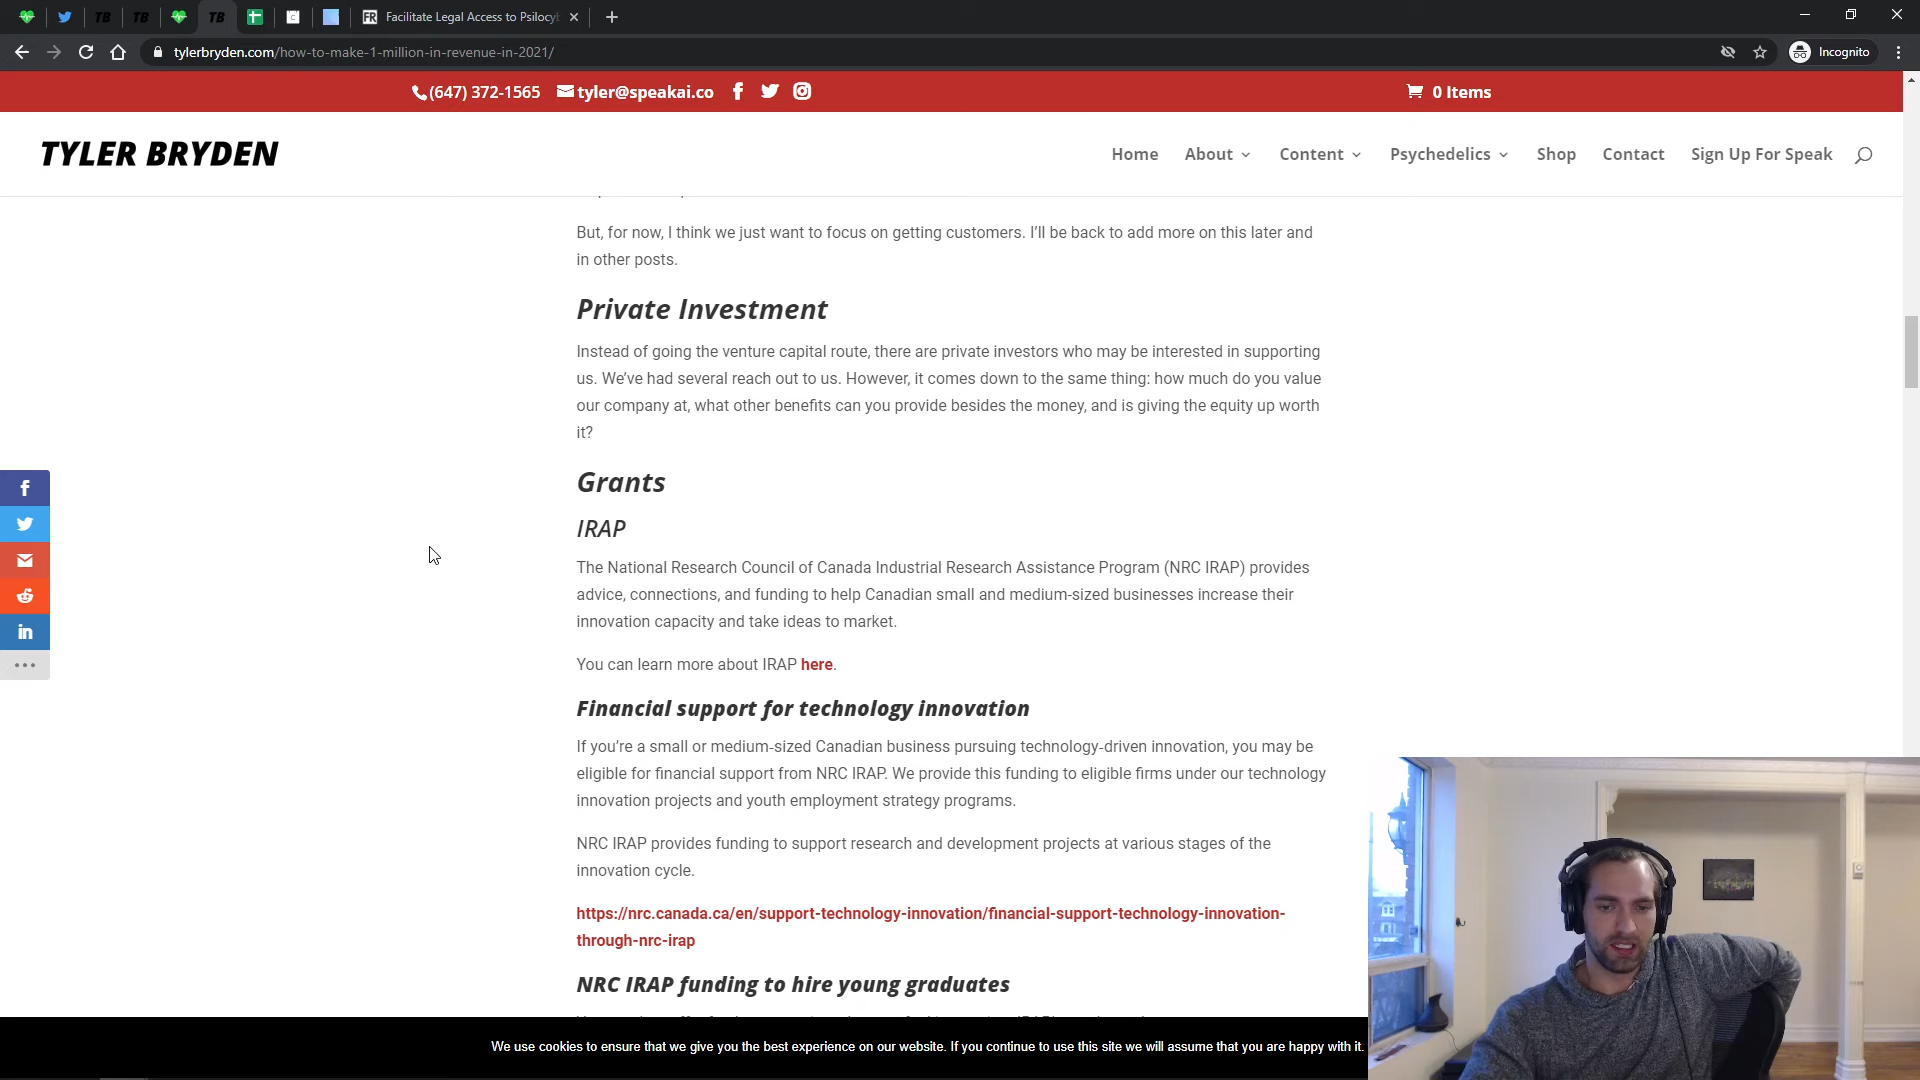 TB
TB
TB
FR Facilitate Legal Access to Psilocyb
tylerbryden.com/how-to-make-1-million-in-revenue-in-2021/
Incognito
(647) 372-1565 tyler@speakai.co 0 Items
TYLER BRYDEN Home About Content Psychedelics Shop Contact Sign Up For Speak
But, for now, I think we just want to focus on getting customers. I'll be back to add more on this later and
in other posts.
Private Investment
Instead of going the venture capital route, there are private investors who may be interested in supporting
us. We've had several reach out to us. However, it comes down to the same thing: how much do you value
our company at, what other benefits can you provide besides the money, and is giving the equity up worth
it?
Grants
IRAP
The National Research Council of Canada Industrial Research Assistance Program (NRC IRAP) provides
advice, connections, and funding to help Canadian small and medium-sized businesses increase their
innovation capacity and take ideas to market.
You can learn more about IRAP here.
Financial support for technology innovation
If you're a small or medium-sized Canadian business pursuing technology-driven innovation, you may be
eligible for financial support from NRC IRAP. We provide this funding to eligible firms under our technology
innovation projects and youth employment strategy programs.
NRC IRAP provides funding to support research and development projects at various stages of the
innovation cycle.
https://nrc.canada.ca/en/support-technology-innovation/financial-support-technology-innovation-
through-nrc-irap
NRC IRAP funding to hire young graduates
We use cookies to ensure that we give you the best experience on our website. If you continue to use this site we will assume that you are happy with it.